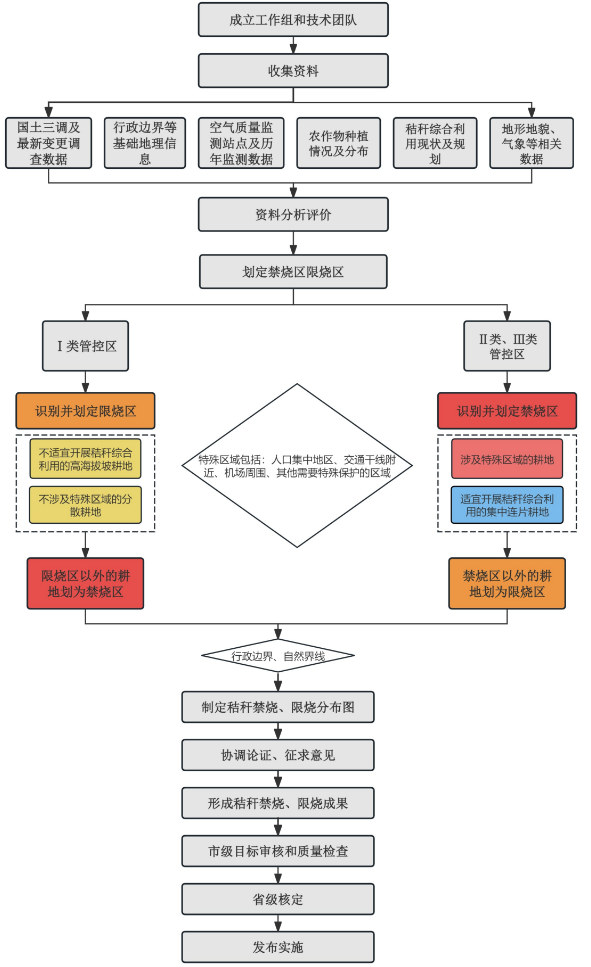 成立工作组和技术团队
收集资料
国土三调及
最新变更调
查数据
行政边界等
基础地理信
息
空气质量监
测站点及历
年监测数据
农作物种植
情况及分布
秸秆综合利
用现状及规
划
地形地貌、
气象等相关
数据
资料分析评价
划定禁烧区限烧区
Ⅰ类管控区
Ⅱ类、Ⅲ类
管控区
识别并划定限烧区
识别并划定禁烧区
不适宜开展秸秆综合
利用的高海拔坡耕地
不涉及特殊区域的分
散耕地
特殊区域包括：人口集中地区、交通干线附
近、机场周围、其他需要特殊保护的区域
涉及特殊区域的耕地
适宜开展秸秆综合利
用的集中连片耕地
限烧区以外的耕
地划为禁烧区
禁烧区以外的耕
地划为限烧区
行政边界、自然界线
制定秸秆禁烧、限烧分布图
协调论证、征求意见
形成秸秆禁烧、限烧成果
市级目标审核和质量检查
省级核定
发布实施